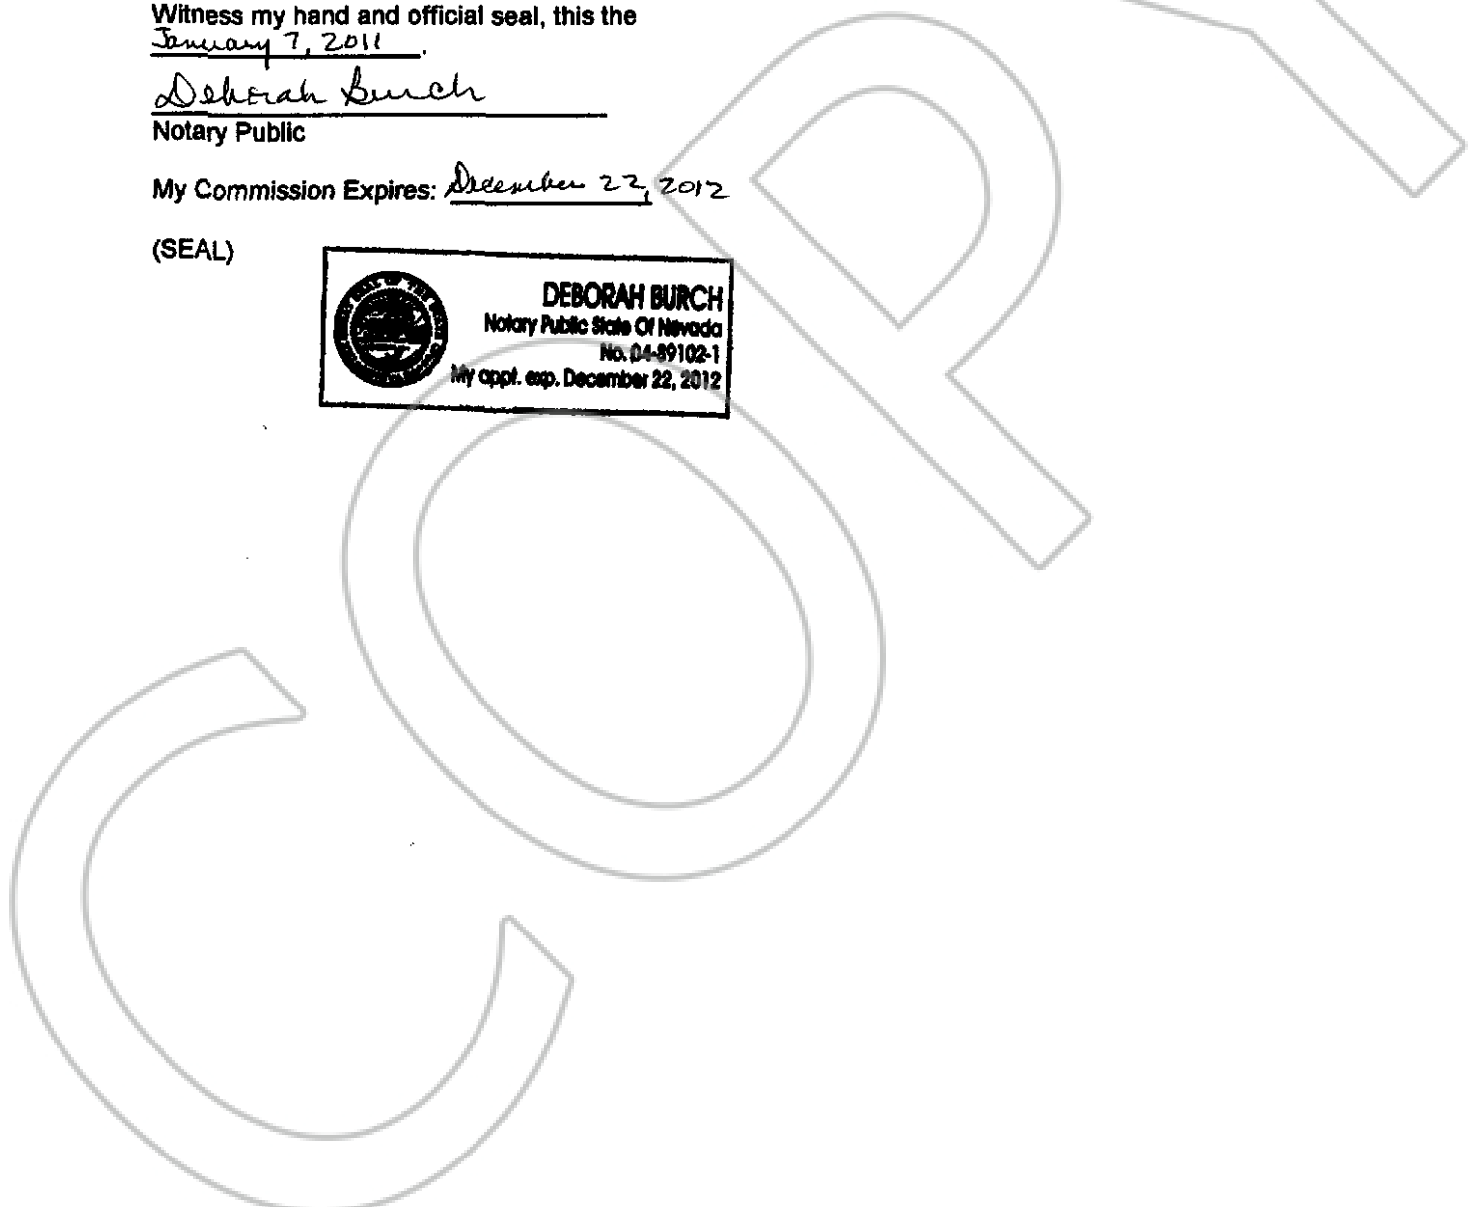 Witness my hand and official seal, this the
January 7, 2011.
Deborah Burch
Notary Public
My Commission Expires: December 22, 2012
(SEAL)
DEBORAH BURCH
Notary Public State Of Nevada
No. 04-89102-1
My appt. exp. December 22, 2012
COPY